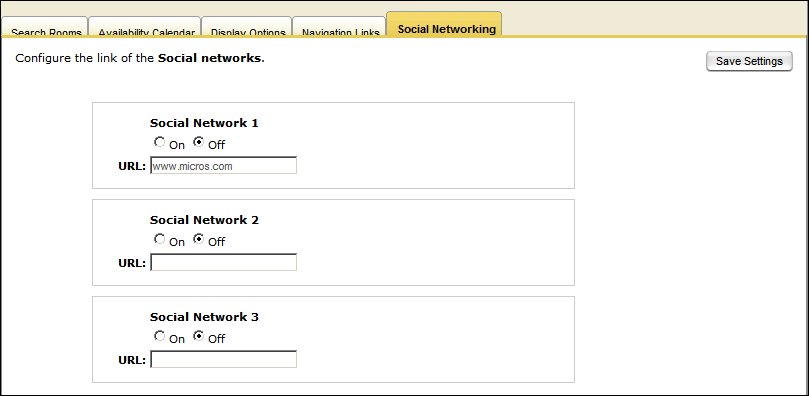 Search Rooms Availability Calendar Display Options Navigation Links Social Networking
Configure the link of the Social networks.
Save Settings
Social Network 1
On Off
URL: www.micros.com
Social Network 2
On Off
URL:
Social Network 3
On Off
URL: